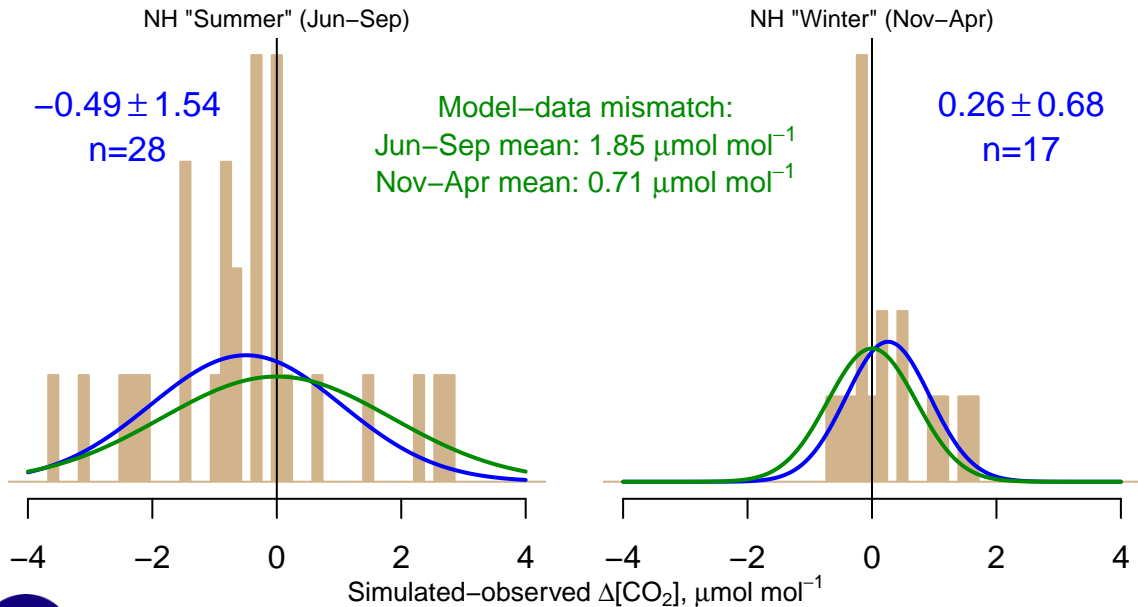 NH "Summer" (Jun−Sep)
NH "Winter" (Nov−Apr)
−0.49 ± 1.54
n=28
Model−data mismatch:
Jun−Sep mean: 1.85 μmol mol⁻¹
Nov−Apr mean: 0.71 μmol mol⁻¹
0.26 ± 0.68
n=17
−4 −2 0 2 4
−4 −2 0 2 4
Simulated−observed Δ[CO₂], μmol mol⁻¹